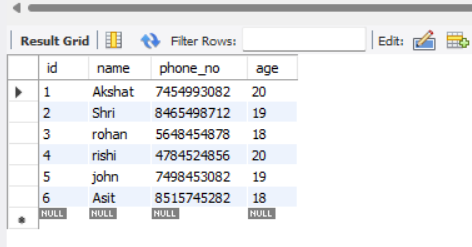 Result Grid Filter Rows: Edit:
id name phone_no age
1 Akshat 7454993082 20
2 Shri 8465498712 19
3 rohan 5648454878 18
4 rishi 4784524856 20
5 john 7498453082 19
6 Asit 8515745282 18
NULL NULL NULL NULL